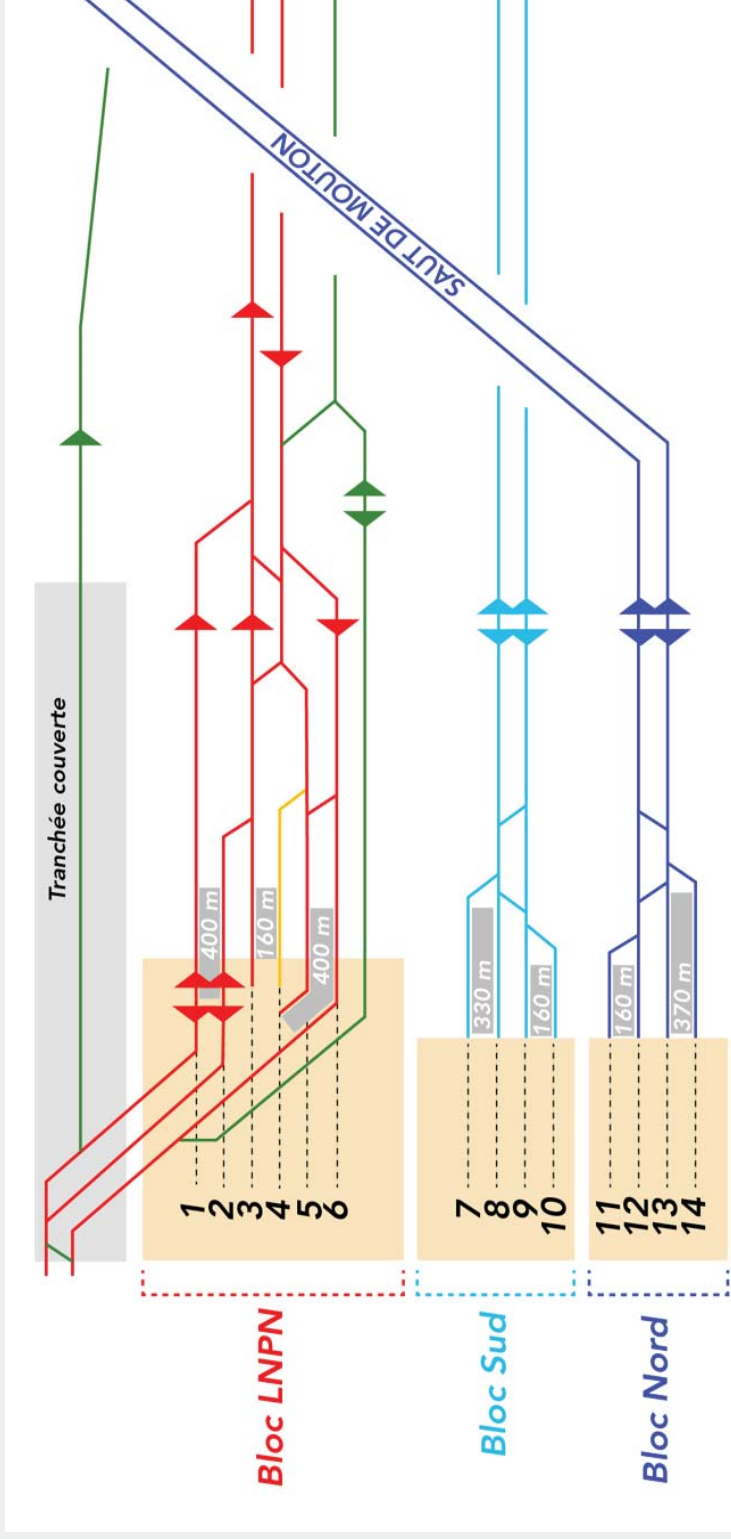 SAUT DE MOUTON
Tranchée couverte
400 m
160 m
400 m
330 m
160 m
160 m
370 m
1
2
3
4
5
6
7
8
9
10
11
12
13
14
Bloc LNPN
Bloc Sud
Bloc Nord